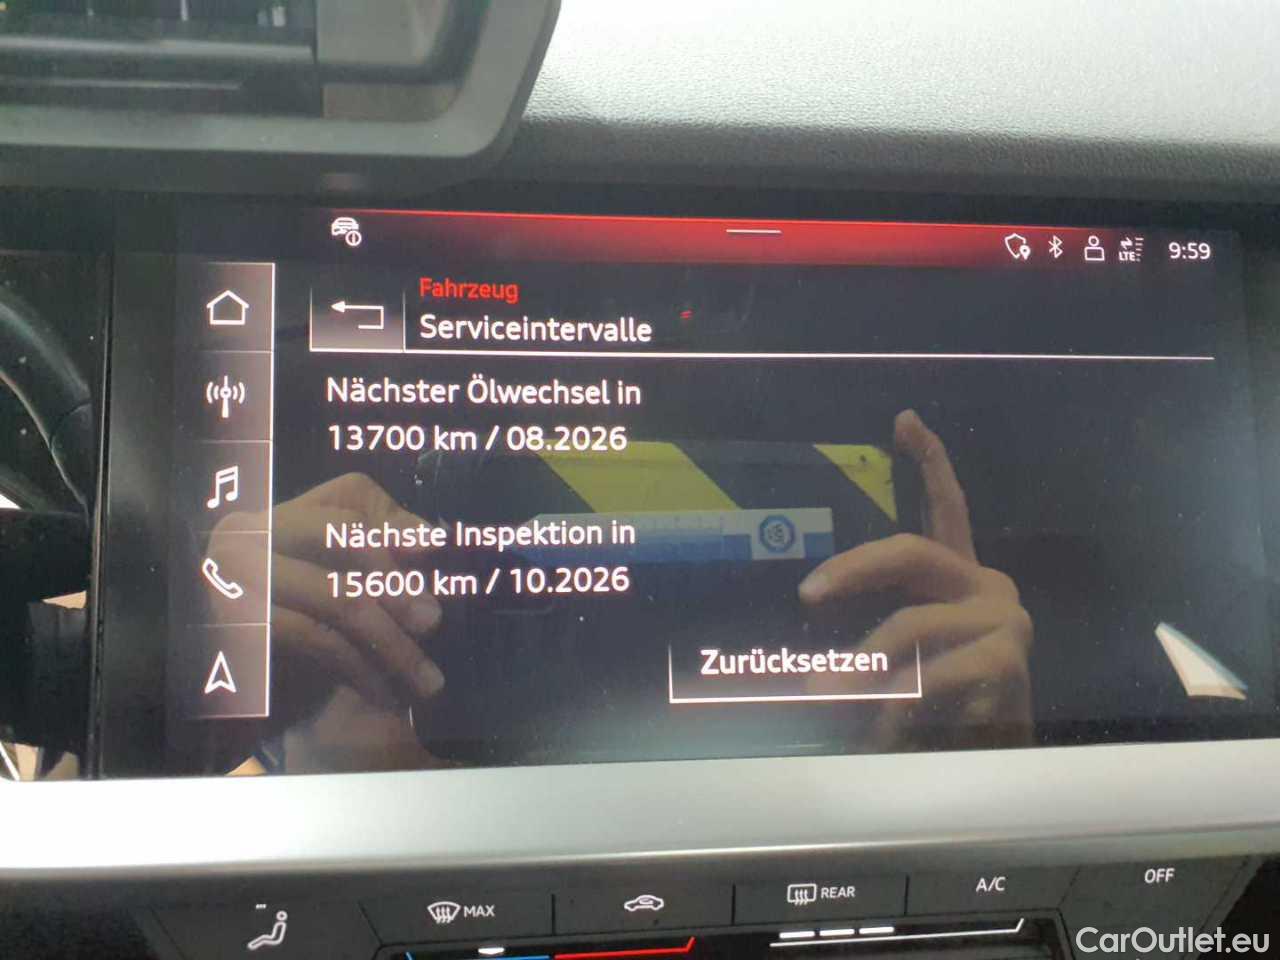 LTE
9:59
Fahrzeug
Serviceintervalle
Nächster Ölwechsel in
13700 km / 08.2026
Nächste Inspektion in
15600 km / 10.2026
Zurücksetzen
MAX
REAR
A/C
OFF
CarOutlet.eu